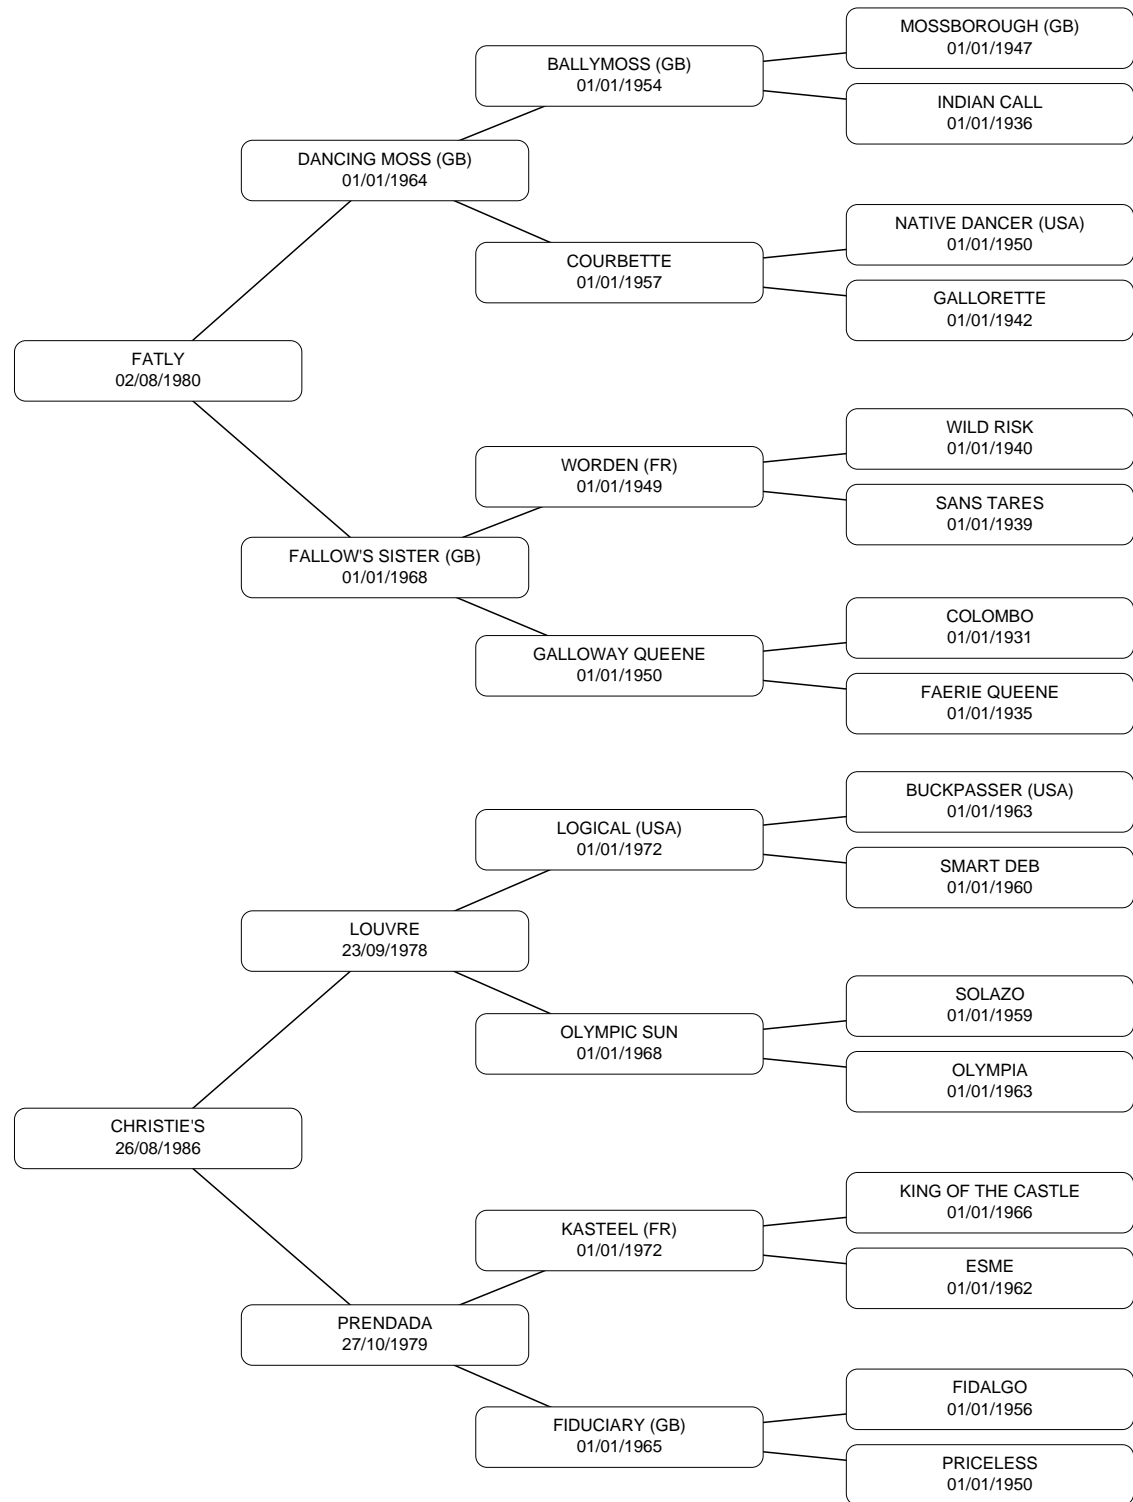 MOSSBOROUGH (GB)
01/01/1947
BALLYMOSS (GB)
01/01/1954
INDIAN CALL
01/01/1936
DANCING MOSS (GB)
01/01/1964
NATIVE DANCER (USA)
01/01/1950
COURBETTE
01/01/1957
GALLORETTE
01/01/1942
FATLY
02/08/1980
WILD RISK
01/01/1940
WORDEN (FR)
01/01/1949
SANS TARES
01/01/1939
FALLOW'S SISTER (GB)
01/01/1968
COLOMBO
01/01/1931
GALLOWAY QUEENE
01/01/1950
FAERIE QUEENE
01/01/1935
BUCKPASSER (USA)
01/01/1963
LOGICAL (USA)
01/01/1972
SMART DEB
01/01/1960
LOUVRE
23/09/1978
SOLAZO
01/01/1959
OLYMPIC SUN
01/01/1968
OLYMPIA
01/01/1963
CHRISTIE'S
26/08/1986
KING OF THE CASTLE
01/01/1966
KASTEEL (FR)
01/01/1972
ESME
01/01/1962
PRENDADA
27/10/1979
FIDALGO
01/01/1956
FIDUCIARY (GB)
01/01/1965
PRICELESS
01/01/1950